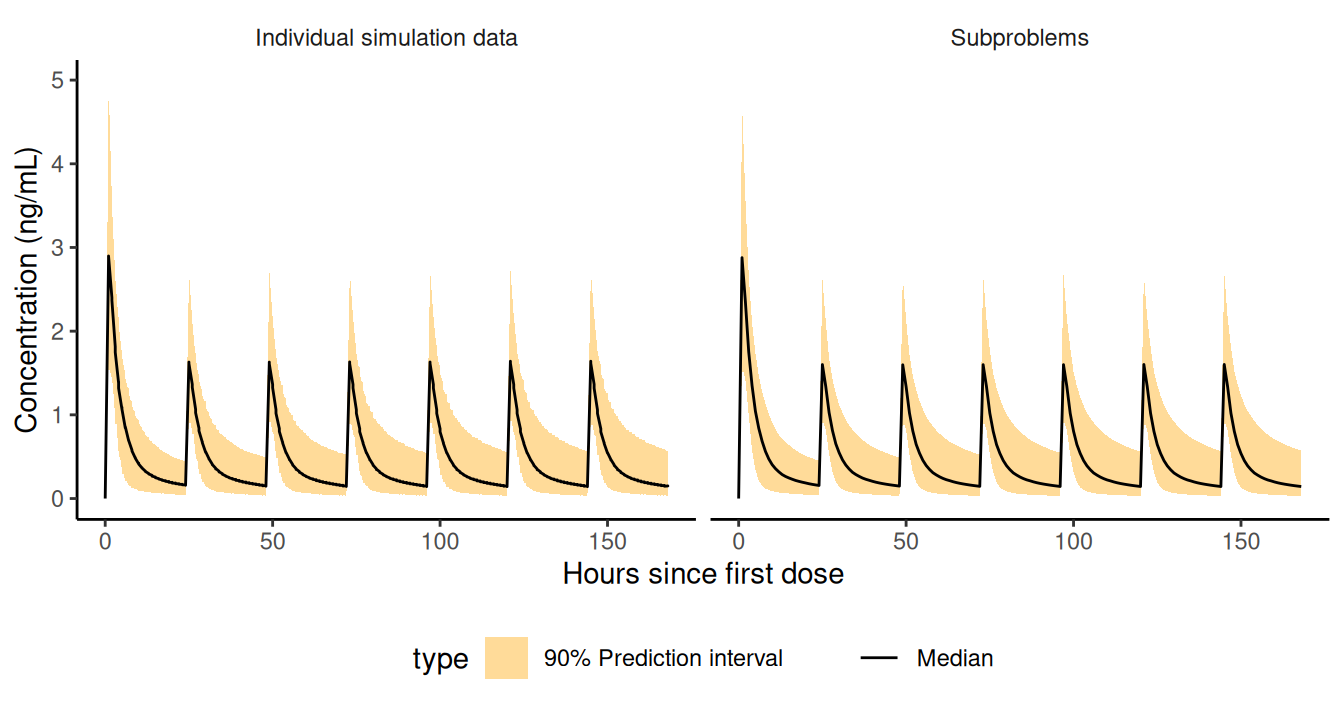 Individual simulation data
Subproblems
Concentration (ng/mL)
5
4
3
2
1
0
0 50 100 150
0 50 100 150
Hours since first dose
type 90% Prediction interval Median